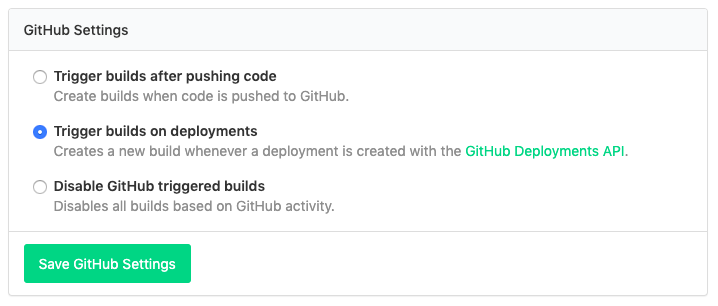 GitHub Settings
Trigger builds after pushing code
Create builds when code is pushed to GitHub.
Trigger builds on deployments
Creates a new build whenever a deployment is created with the GitHub Deployments API.
Disable GitHub triggered builds
Disables all builds based on GitHub activity.
Save GitHub Settings